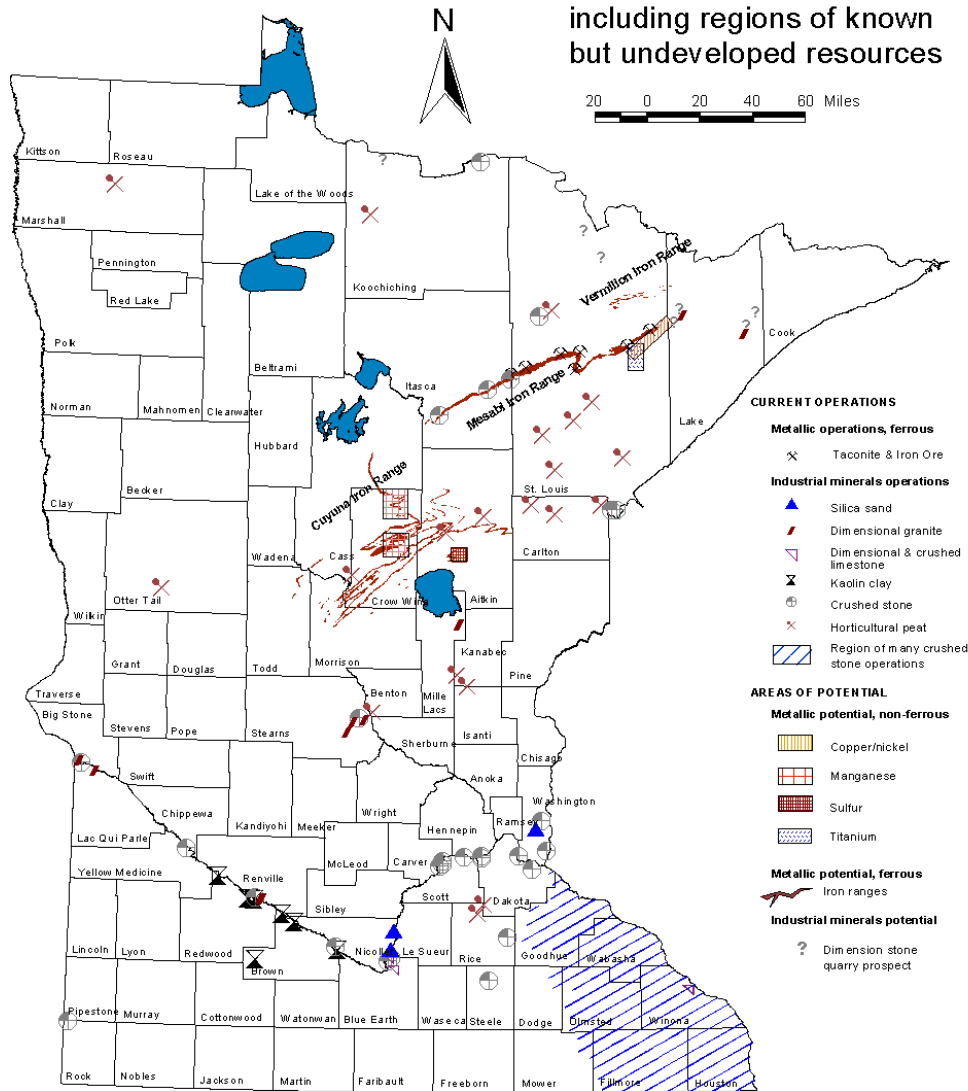 including regions of known
but undeveloped resources
N
20 0 20 40 60 Miles
Kittson
Roseau
Lake of the Woods
Marshall
Pennington
Red Lake
Koochiching
Vermilion Iron Range
Cook
Polk
Beltrami
Itasca
Mesabi Iron Range
Lake
Norman
Mahnomen
Clearwater
Hubbard
Cuyuna Iron Range
St. Louis
Clay
Becker
Wadena
Cass
Carlton
Otter Tail
Crow Wing
Aitkin
Wilkin
Grant
Douglas
Todd
Morrison
Kanabec
Pine
Mille
Lacs
Benton
Traverse
Big Stone
Stevens
Pope
Stearns
Isanti
Sherburne
Chisago
Swift
Anoka
Washington
Chippewa
Kandiyohi
Meeker
Wright
Hennepin
Ramsey
Lac Qui Parle
McLeod
Carver
Yellow Medicine
Renville
Scott
Dakota
Sibley
Lincoln
Lyon
Redwood
Brown
Nicollet
Le Sueur
Rice
Goodhue
Wabasha
Pipestone
Murray
Cottonwood
Watonwan
Blue Earth
Waseca
Steele
Dodge
Olmsted
Winona
Rock
Nobles
Jackson
Martin
Faribault
Freeborn
Mower
Fillmore
Houston
CURRENT OPERATIONS
Metallic operations, ferrous
Taconite & Iron Ore
Industrial minerals operations
Silica sand
Dimensional granite
Dimensional & crushed
limestone
Kaolin clay
Crushed stone
Horticultural peat
Region of many crushed
stone operations
AREAS OF POTENTIAL
Metallic potential, non-ferrous
Copper/nickel
Manganese
Sulfur
Titanium
Metallic potential, ferrous
Iron ranges
Industrial minerals potential
? Dimension stone
quarry prospect